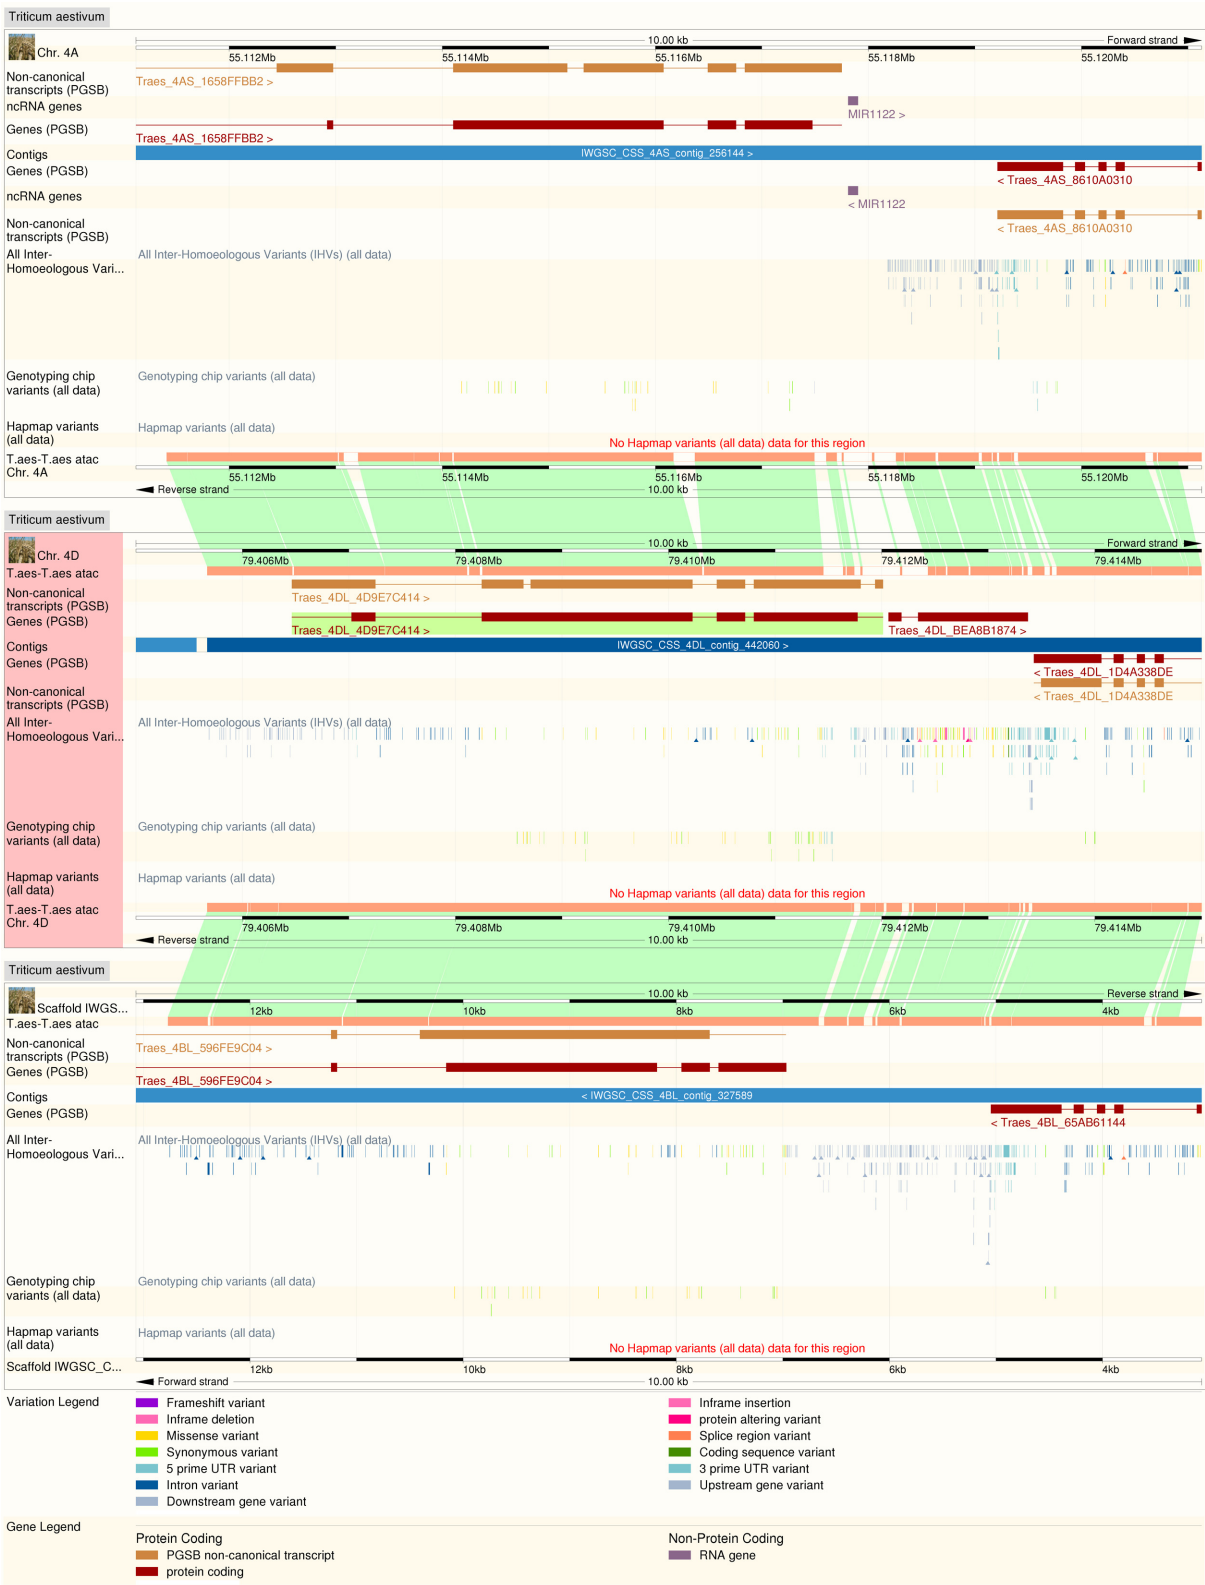 Triticum aestivum
Chr. 4A
10.00 kb
Forward strand
55.112Mb 55.114Mb 55.116Mb 55.118Mb 55.120Mb
Non-canonical
transcripts (PGSB)
Traes_4AS_1658FFBB2 >
ncRNA genes
MIR1122 >
Genes (PGSB)
Traes_4AS_1658FFBB2 >
Contigs
IWGSC_CSS_4AS_contig_256144 >
Genes (PGSB)
< Traes_4AS_8610A0310
ncRNA genes
< MIR1122
Non-canonical
transcripts (PGSB)
< Traes_4AS_8610A0310
All Inter-
Homoeologous Vari...
All Inter-Homoeologous Variants (IHVs) (all data)
Genotyping chip
variants (all data)
Genotyping chip variants (all data)
Hapmap variants
(all data)
Hapmap variants (all data)
No Hapmap variants (all data) data for this region
T.aes-T.aes atac
Chr. 4A
55.112Mb 55.114Mb 55.116Mb 55.118Mb 55.120Mb
Reverse strand
10.00 kb
Triticum aestivum
Chr. 4D
10.00 kb
Forward strand
79.406Mb 79.408Mb 79.410Mb 79.412Mb 79.414Mb
T.aes-T.aes atac
Non-canonical
transcripts (PGSB)
Traes_4DL_4D9E7C414 >
Genes (PGSB)
Traes_4DL_4D9E7C414 >
Traes_4DL_BEA8B1874 >
Contigs
IWGSC_CSS_4DL_contig_442060 >
Genes (PGSB)
< Traes_4DL_1D4A338DE
Non-canonical
transcripts (PGSB)
< Traes_4DL_1D4A338DE
All Inter-
Homoeologous Vari...
All Inter-Homoeologous Variants (IHVs) (all data)
Genotyping chip
variants (all data)
Genotyping chip variants (all data)
Hapmap variants
(all data)
Hapmap variants (all data)
No Hapmap variants (all data) data for this region
T.aes-T.aes atac
Chr. 4D
79.406Mb 79.408Mb 79.410Mb 79.412Mb 79.414Mb
Reverse strand
10.00 kb
Triticum aestivum
Scaffold IWGS...
10.00 kb
Reverse strand
12kb 10kb 8kb 6kb 4kb
T.aes-T.aes atac
Non-canonical
transcripts (PGSB)
Traes_4BL_596FE9C04 >
Genes (PGSB)
Traes_4BL_596FE9C04 >
Contigs
< IWGSC_CSS_4BL_contig_327589
Genes (PGSB)
< Traes_4BL_65AB61144
All Inter-
Homoeologous Vari...
All Inter-Homoeologous Variants (IHVs) (all data)
Genotyping chip
variants (all data)
Genotyping chip variants (all data)
Hapmap variants
(all data)
Hapmap variants (all data)
No Hapmap variants (all data) data for this region
Scaffold IWGSC_C...
12kb 10kb 8kb 6kb 4kb
Forward strand
10.00 kb
Variation Legend
Frameshift variant
Inframe insertion
Inframe deletion
protein altering variant
Missense variant
Splice region variant
Synonymous variant
Coding sequence variant
5 prime UTR variant
3 prime UTR variant
Intron variant
Upstream gene variant
Downstream gene variant
Gene Legend
Protein Coding
Non-Protein Coding
PGSB non-canonical transcript
RNA gene
protein coding